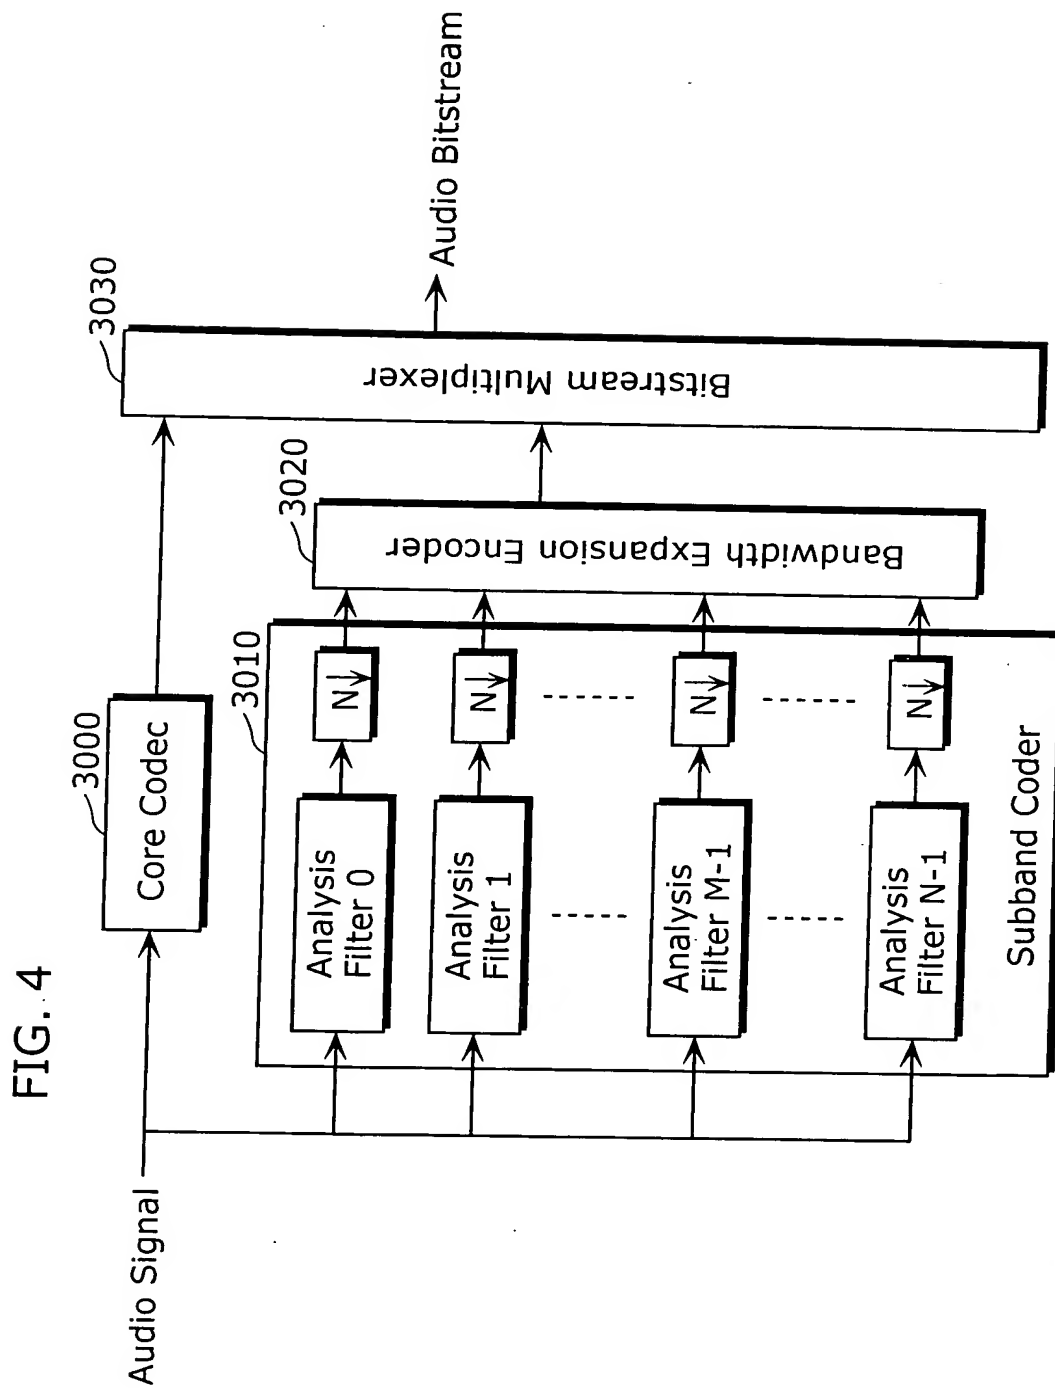 FIG. 4
Audio Signal
3000
Core Codec
3010
Analysis
Filter 0
N↓
Analysis
Filter 1
N↓
Analysis
Filter M-1
N↓
Analysis
Filter N-1
N↓
Subband Coder
3020
Bandwidth Expansion Encoder
3030
Bitstream Multiplexer
Audio Bitstream